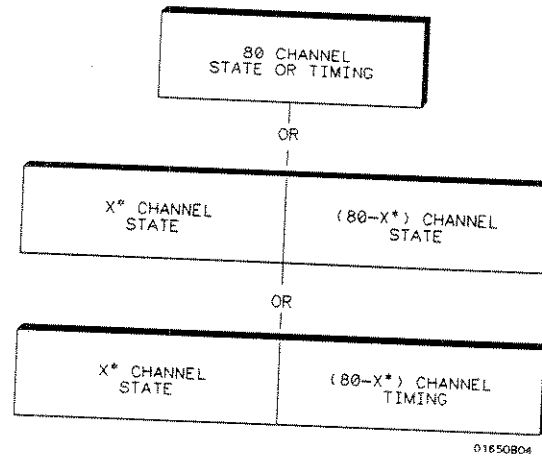 80 CHANNEL
STATE OR TIMING
OR
X* CHANNEL
STATE
(80-X*) CHANNEL
STATE
OR
X* CHANNEL
STATE
(80-X*) CHANNEL
TIMING
01650B04